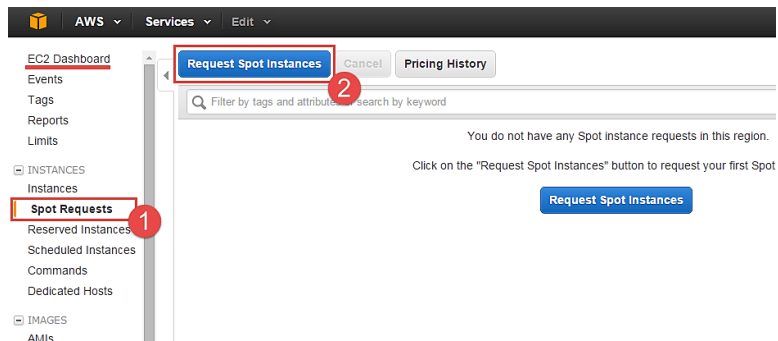 AWS Services Edit
EC2 Dashboard
Events
Tags
Reports
Limits
INSTANCES
Instances
Spot Requests
1
Reserved Instances
Scheduled Instances
Commands
Dedicated Hosts
IMAGES
AMIs
Request Spot Instances Cancel Pricing History
2
Filter by tags and attributes or search by keyword
You do not have any Spot instance requests in this region.
Click on the "Request Spot Instances" button to request your first Spot
Request Spot Instances